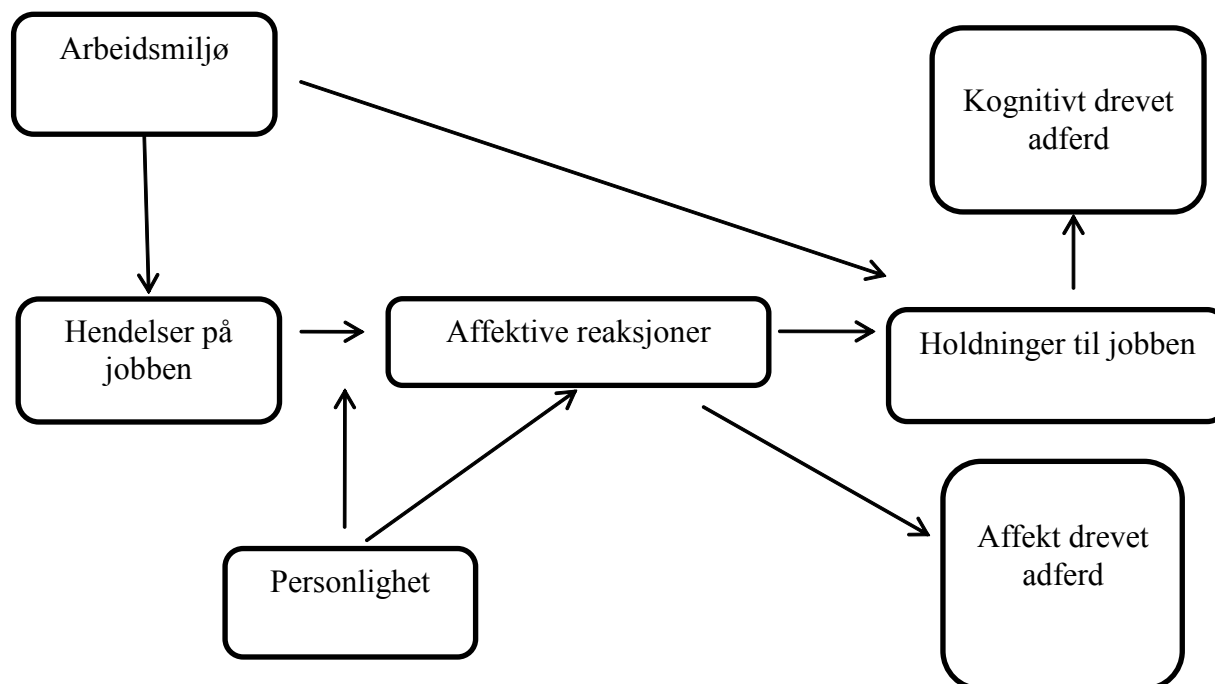 Arbeidsmiljø
Kognitivt drevet
adferd
Hendelser på
jobben
Affektive reaksjoner
Holdninger til jobben
Personlighet
Affekt drevet
adferd